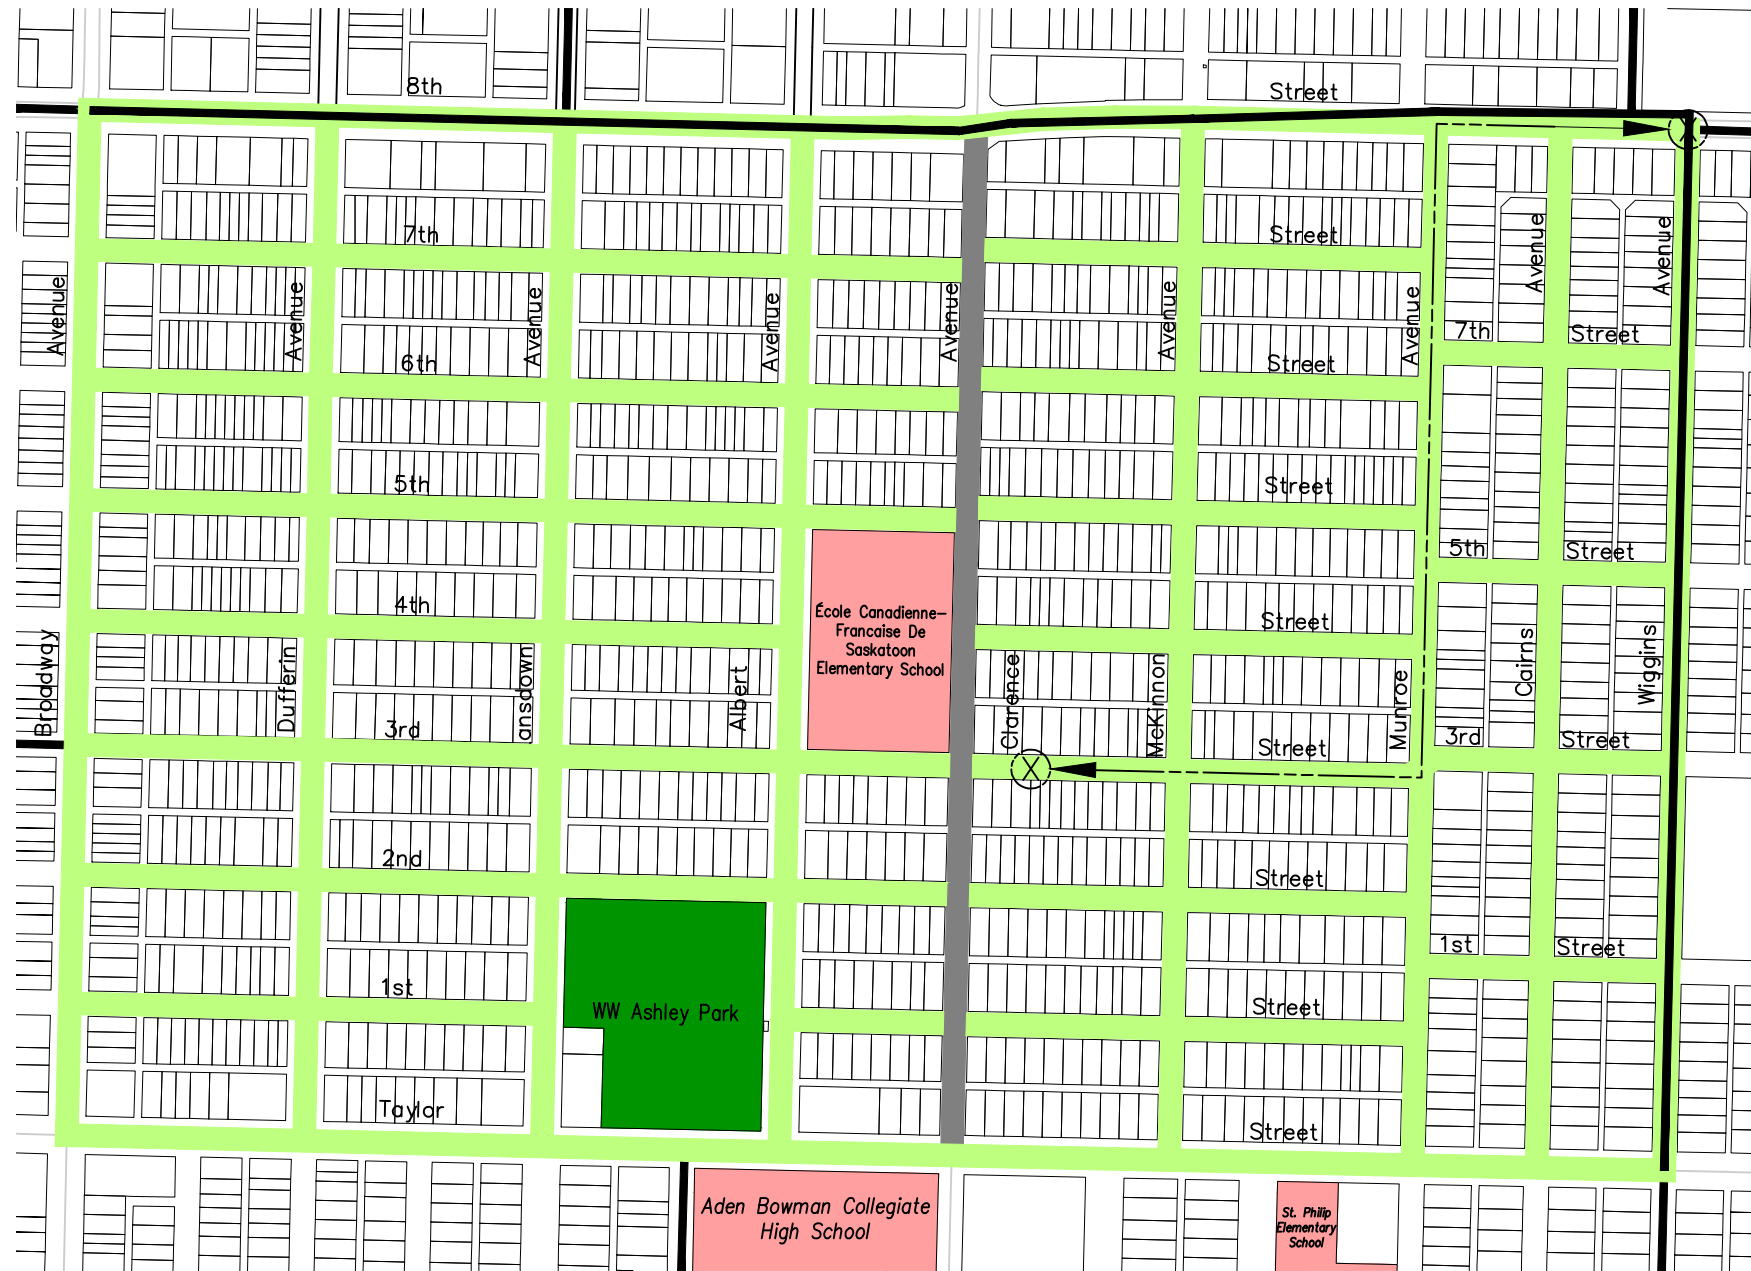 8th Street
7th Street
Avenue
Avenue
Avenue
Avenue
Avenue
Avenue
Avenue
Avenue
Avenue
7th Street
6th Street
5th Street
5th Street
4th Street
École Canadienne-
Francaise De
Saskatoon
Elementary School
Broadway
Dufferin
ansdown
Albert
Clarence
McKinnon
Munroe
Cairns
Wiggins
3rd Street
3rd Street
2nd Street
1st Street
1st Street
WW Ashley Park
Taylor Street
Aden Bowman Collegiate
High School
St. Philip
Elementary
School
X
X